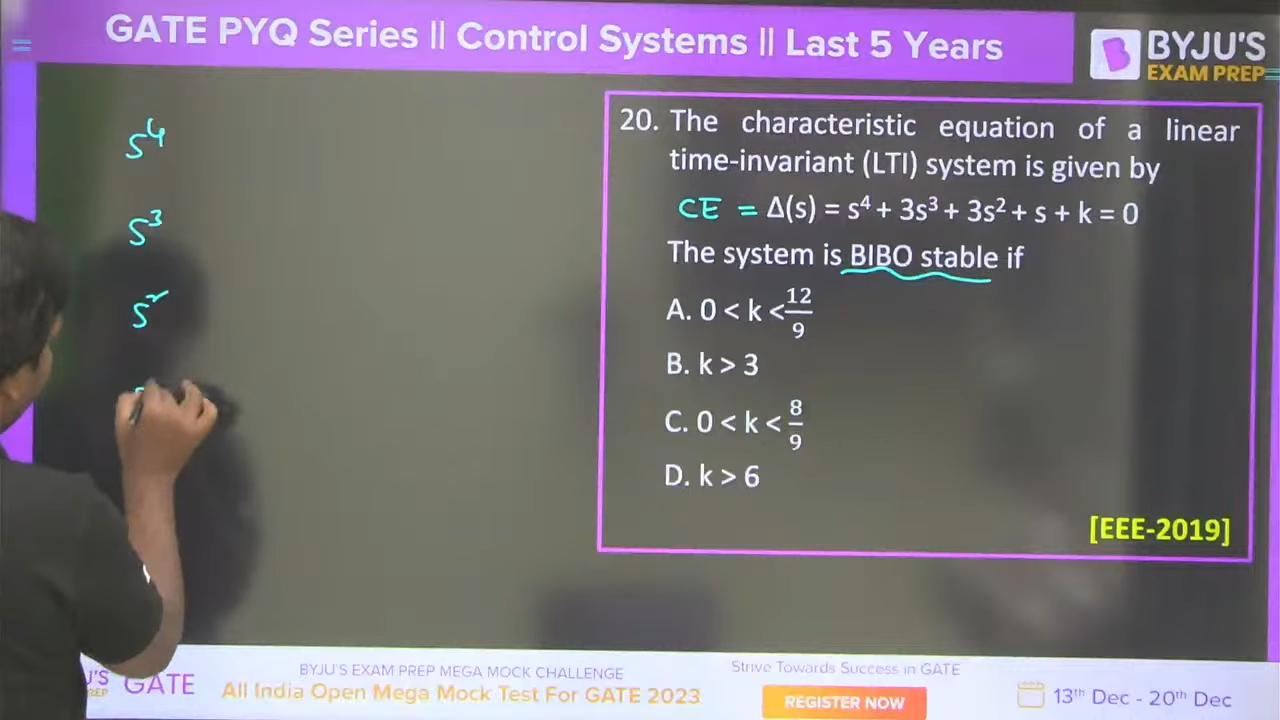 GATE PYQ Series || Control Systems || Last 5 Years
BYJU'S
EXAM PREP
s⁴
s³
s²
20. The characteristic equation of a linear
time-invariant (LTI) system is given by
CE = Δ(s) = s⁴ + 3s³ + 3s² + s + k = 0
The system is BIBO stable if
A. 0 < k < 12/9
B. k > 3
C. 0 < k < 8/9
D. k > 6
[EEE-2019]
GATE
BYJU'S EXAM PREP MEGA MOCK CHALLENGE
All India Open Mega Mock Test For GATE 2023
Strive Towards Success in GATE
REGISTER NOW
13th Dec - 20th Dec